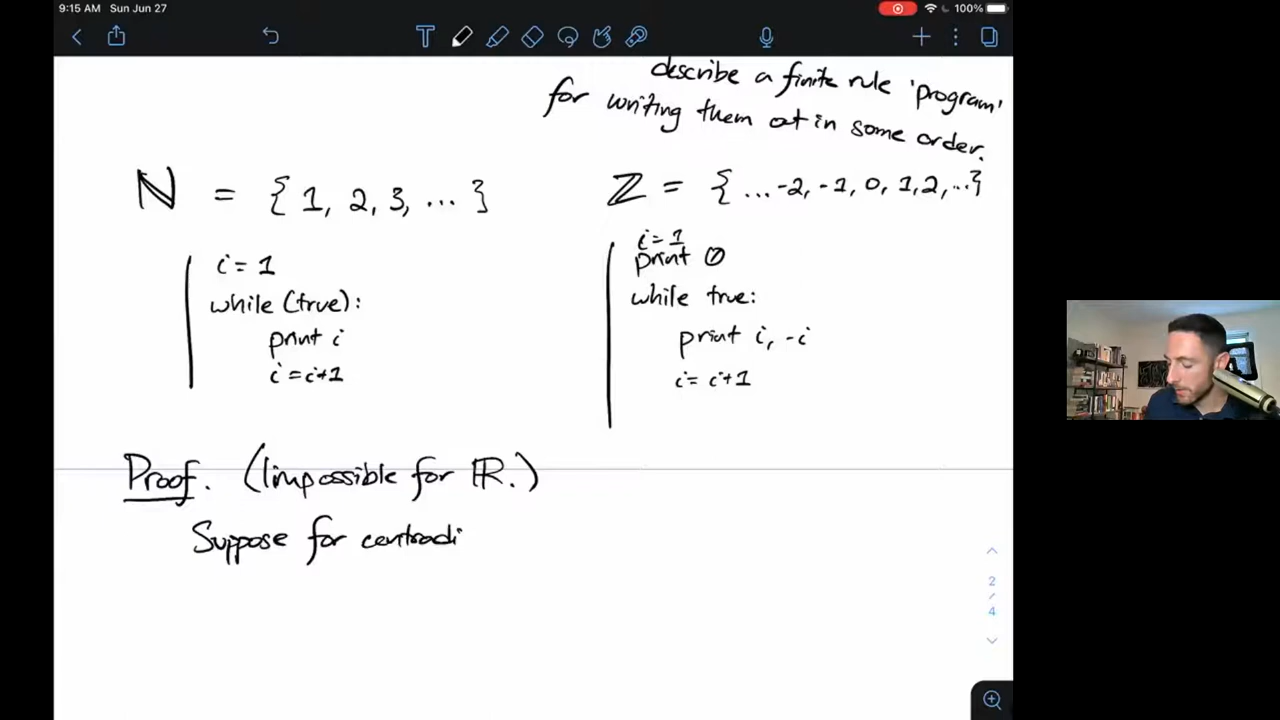 9:15 AM Sun Jun 27
100%
T
describe a finite rule 'program'
for writing them out in some order.
ℕ = {1, 2, 3, ...}
i = 1
while (true):
print i
i = i+1
ℤ = {... -2, -1, 0, 1, 2, ...}
i = 1
print 0
while true:
print i, -i
i = i+1
Proof. (Impossible for ℝ.)
Suppose for contradi
2
/
4